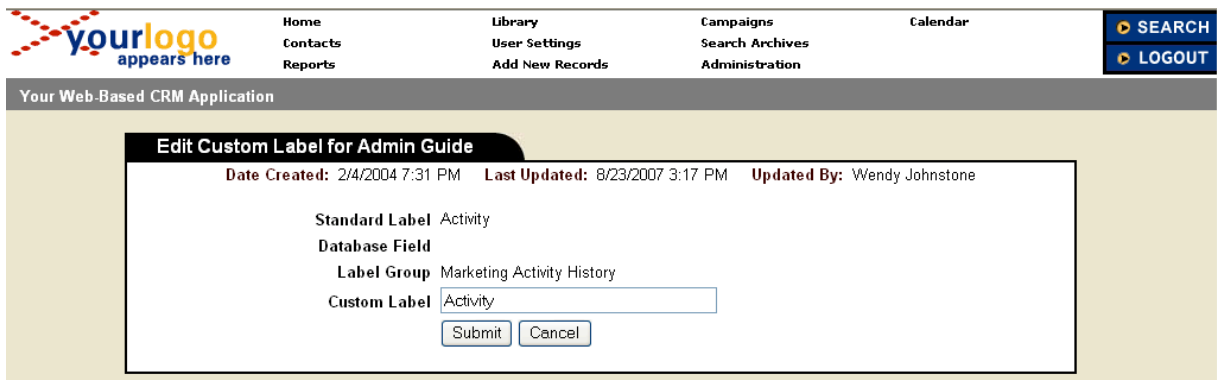 yourlogo
appears here
Home Library Campaigns Calendar
Contacts User Settings Search Archives
Reports Add New Records Administration
SEARCH
LOGOUT
Your Web-Based CRM Application
Edit Custom Label for Admin Guide
Date Created: 2/4/2004 7:31 PM Last Updated: 8/23/2007 3:17 PM Updated By: Wendy Johnstone
Standard Label Activity
Database Field
Label Group Marketing Activity History
Custom Label Activity
Submit Cancel